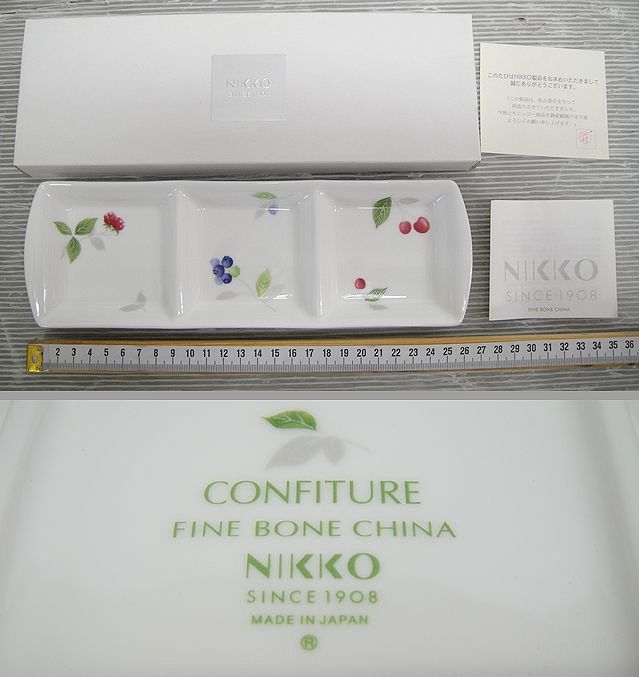 NIKKO
SINCE 1908
このたびはNIKKO製品をお求めいただきまして
誠にありがとうございます。
NIKKO
SINCE 1908
FINE BONE CHINA
2 3 4 5 6 7 8 9 10 11 12 13 14 15 16 17 18 19 20 21 22 23 24 25 26 27 28 29 30 31 32 33 34 35 36
CONFITURE
FINE BONE CHINA
NIKKO
SINCE 1908
MADE IN JAPAN
®